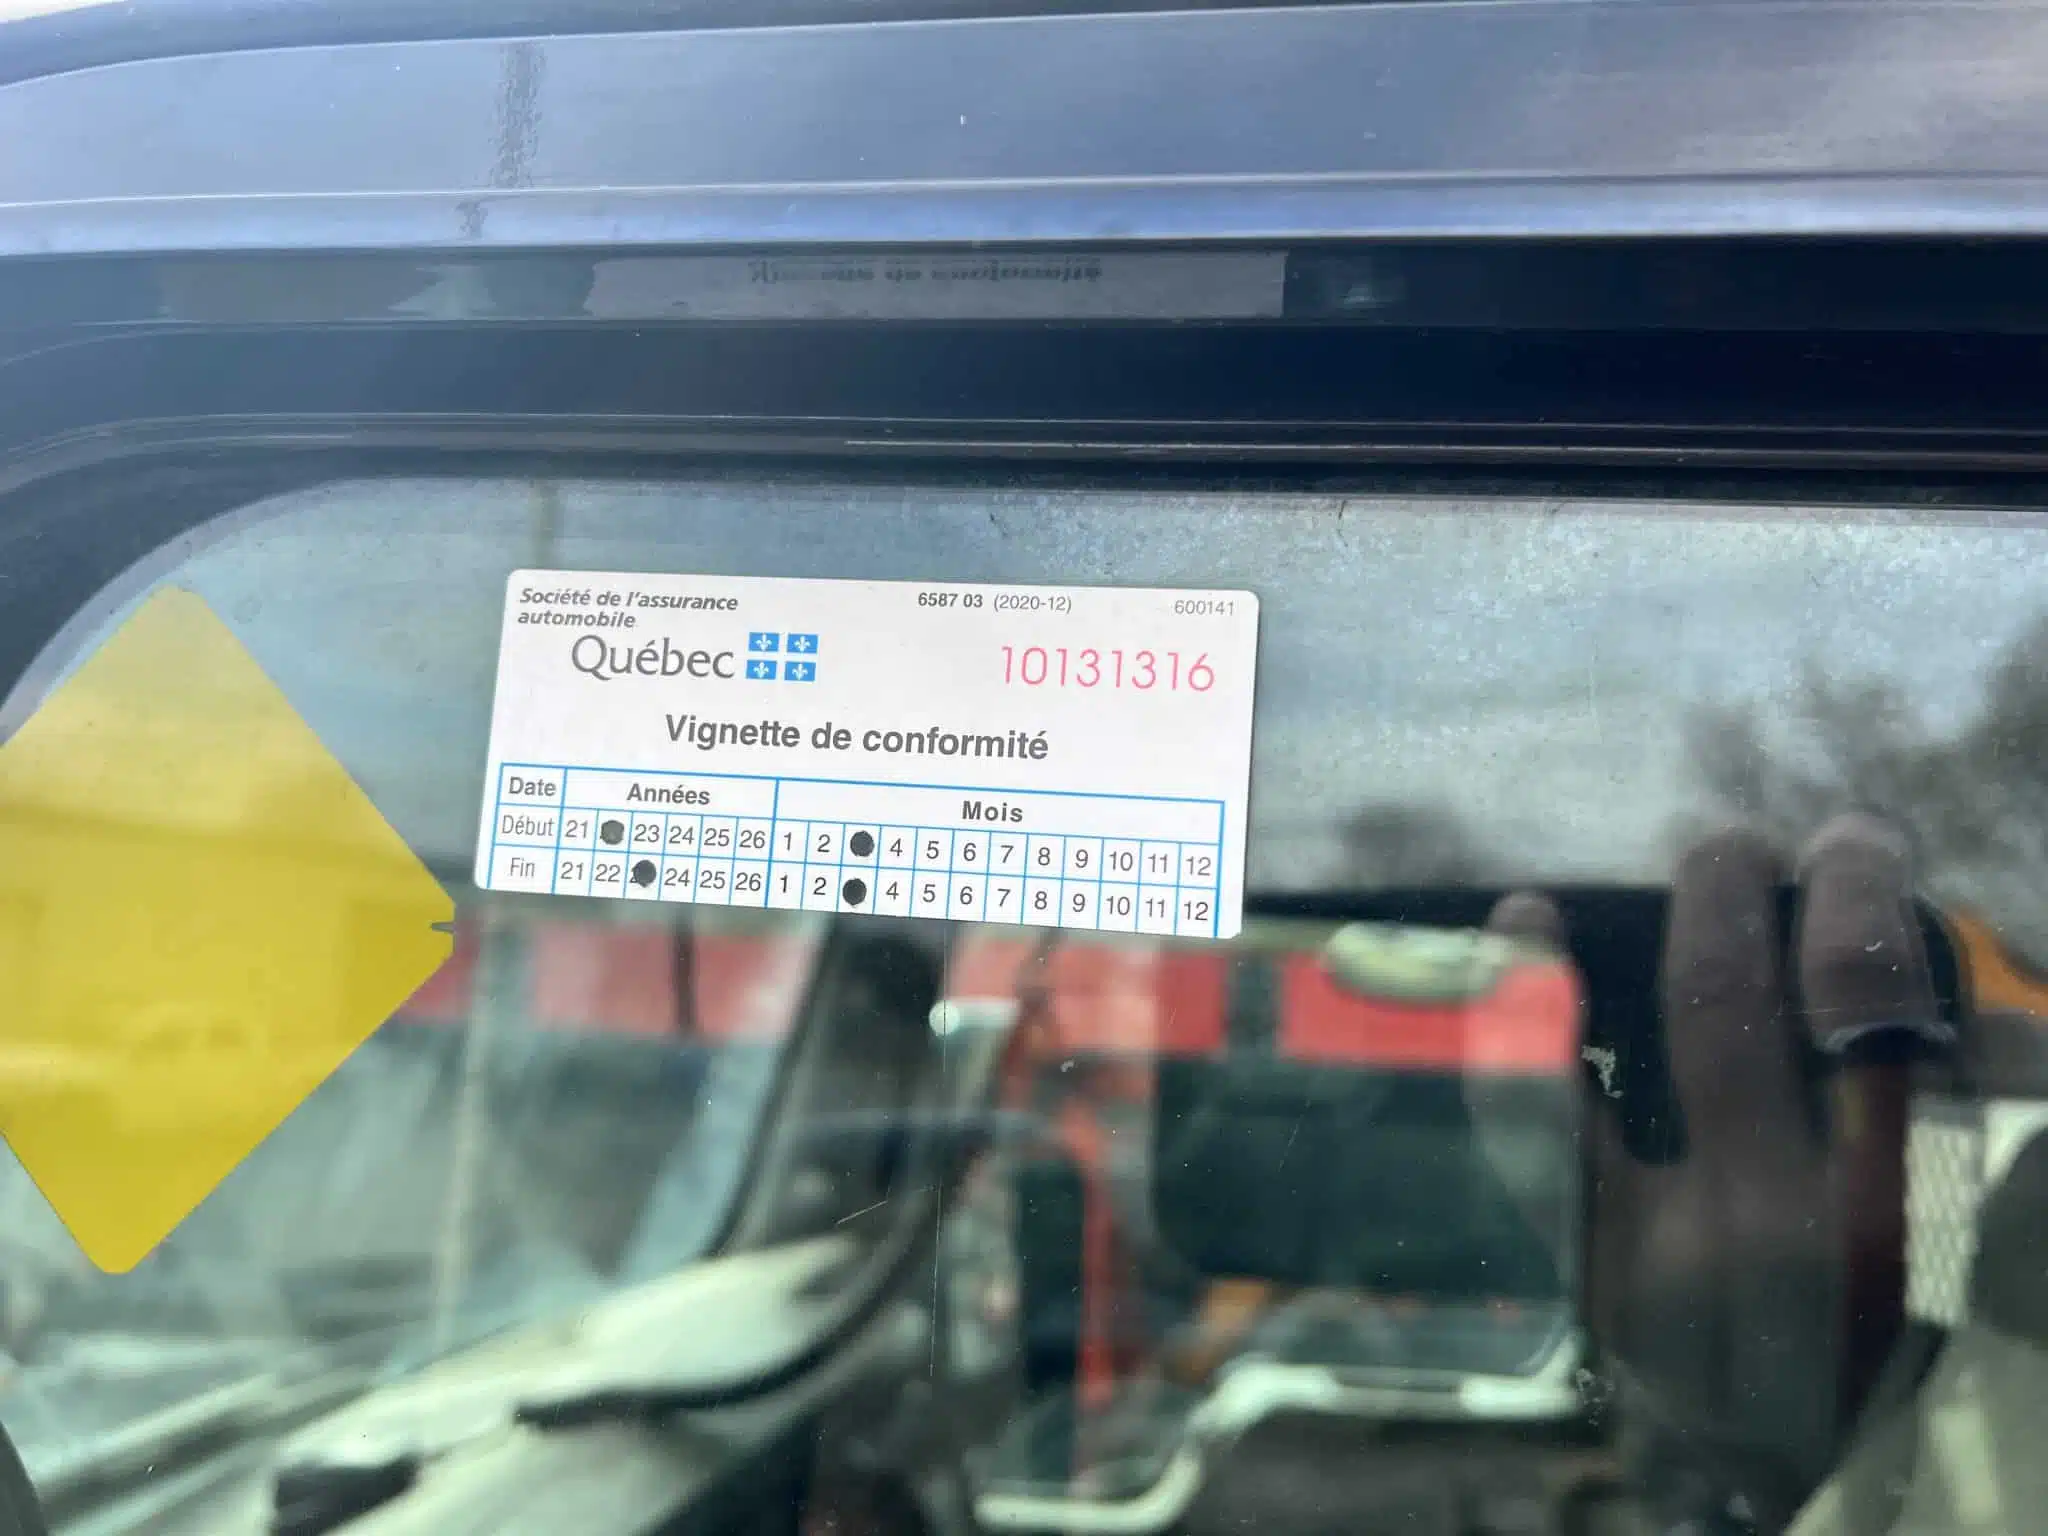 Société de l'assurance
automobile
Québec
6587 03 (2020-12)
600141
10131316
Vignette de conformité
Date Années Mois
Début 21 23 24 25 26 1 2 4 5 6 7 8 9 10 11 12
Fin 21 22 24 25 26 1 2 4 5 6 7 8 9 10 11 12